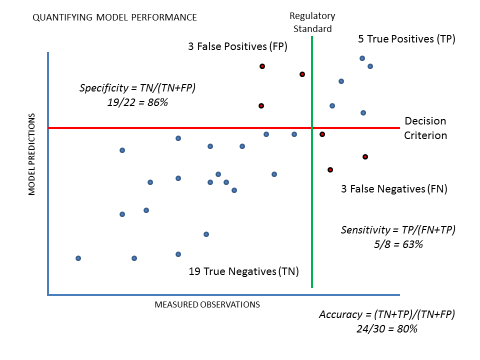 QUANTIFYING MODEL PERFORMANCE
Regulatory
Standard
3 False Positives (FP)
5 True Positives (TP)
Specificity = TN/(TN+FP)
19/22 = 86%
Decision
Criterion
MODEL PREDICTIONS
3 False Negatives (FN)
Sensitivity = TP/(FN+TP)
5/8 = 63%
19 True Negatives (TN)
MEASURED OBSERVATIONS
Accuracy = (TN+TP)/(TN+FP)
24/30 = 80%